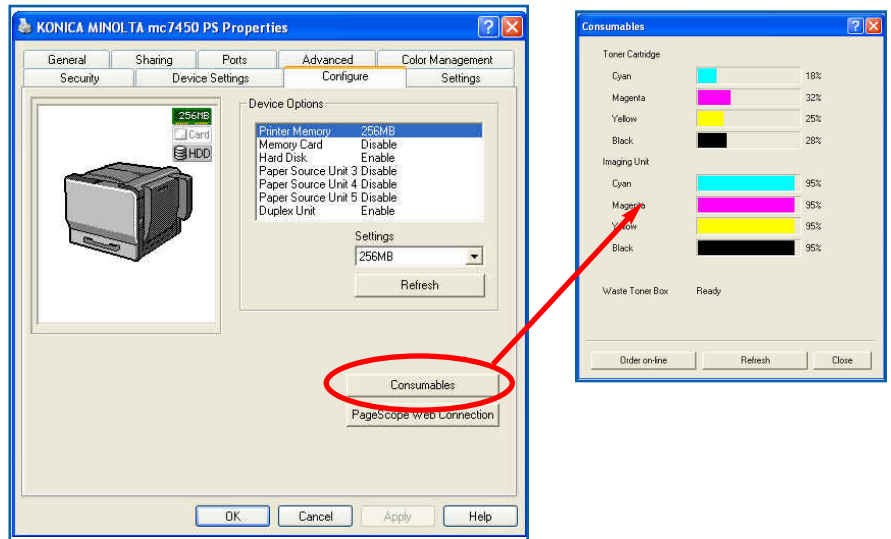 KONICA MINOLTA mc7450 PS Properties
General Sharing Ports Advanced Color Management
Security Device Settings Configure Settings
256MB
Card
HDD
Device Options
Printer Memory 256MB
Memory Card Disable
Hard Disk Enable
Paper Source Unit 3 Disable
Paper Source Unit 4 Disable
Paper Source Unit 5 Disable
Duplex Unit Enable
Settings
256MB
Refresh
Consumables
PageScope Web Connection
OK Cancel Apply Help
Consumables
Toner Cartridge
Cyan 18%
Magenta 32%
Yellow 25%
Black 28%
Imaging Unit
Cyan 95%
Magenta 95%
Yellow 95%
Black 95%
Waste Toner Box Ready
Order on-line Refresh Close